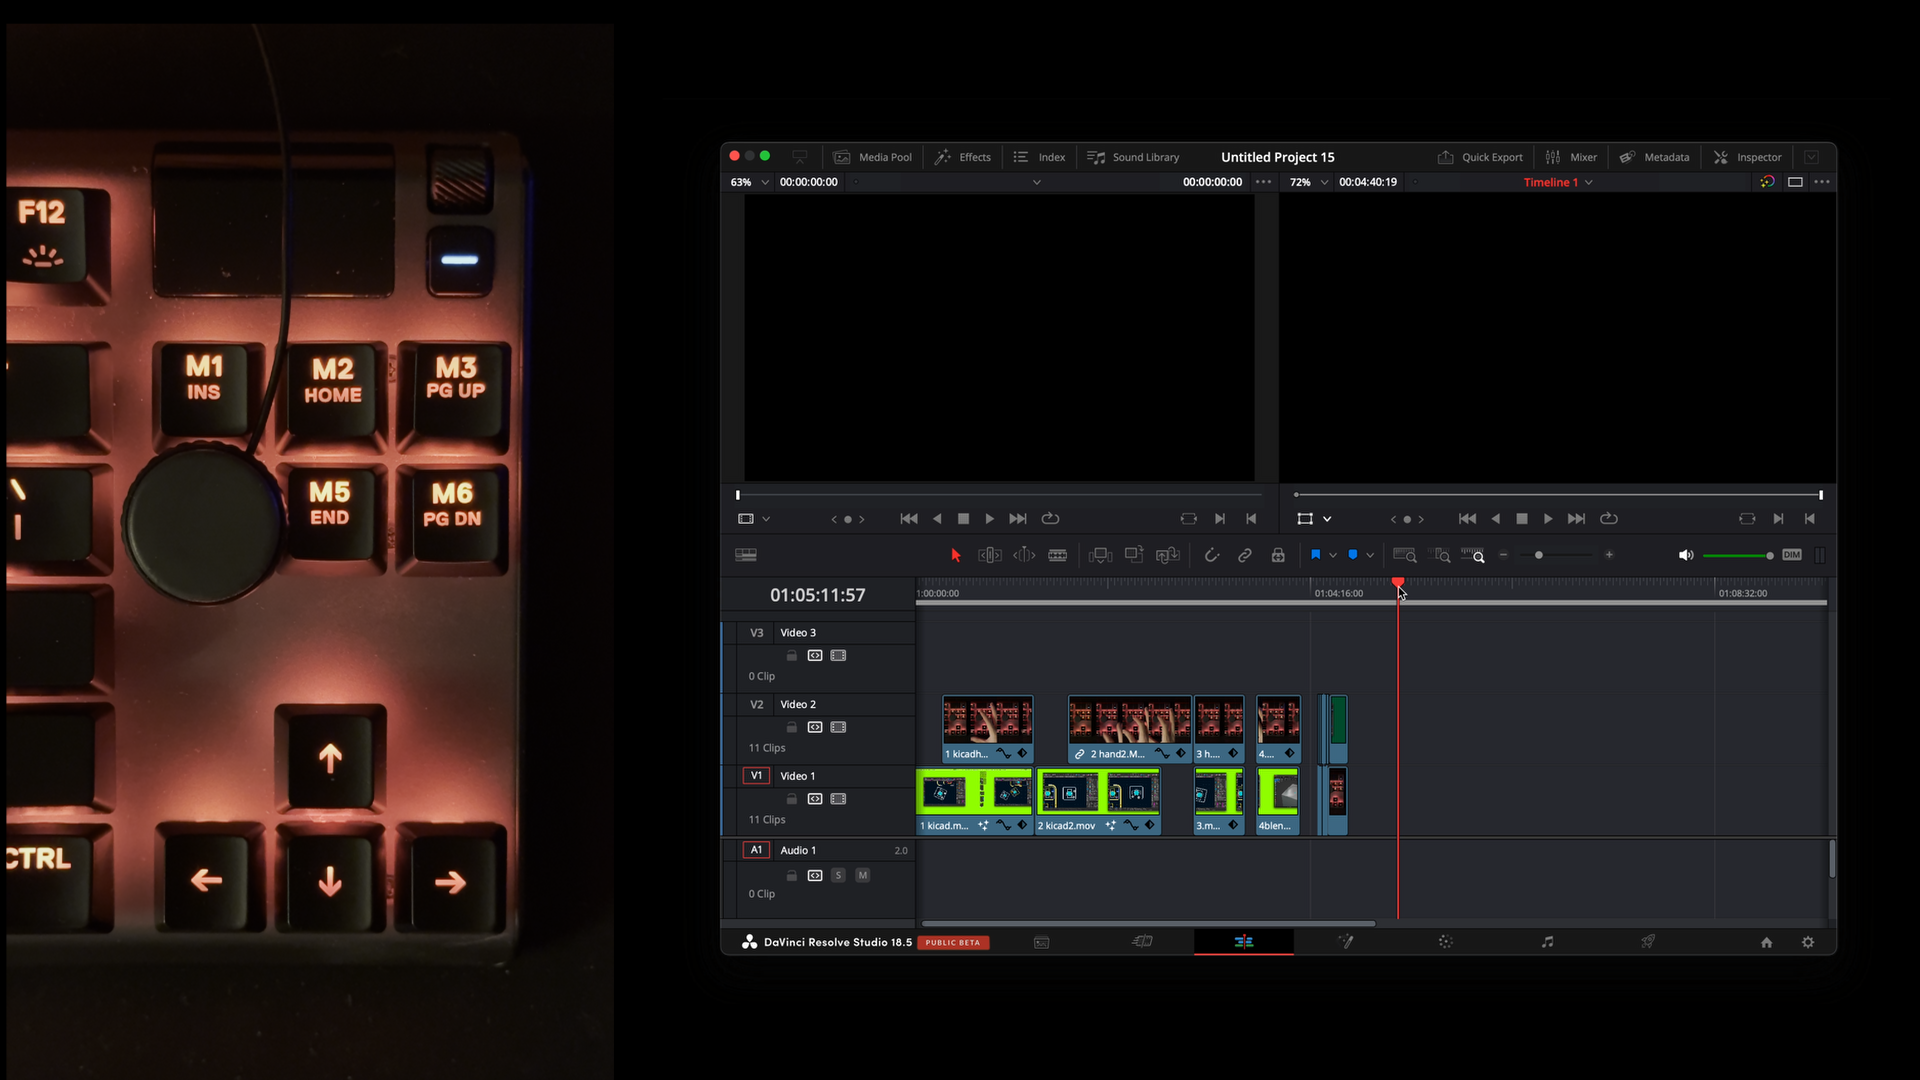 F12
M1
INS
M2
HOME
M3
PG UP
M5
END
M6
PG DN
CTRL
Media Pool
Effects
Index
Sound Library
Untitled Project 15
Quick Export
Mixer
Metadata
Inspector
63%
00:00:00:00
00:00:00:00
72%
00:04:40:19
Timeline 1
DIM
01:05:11:57
1:00:00:00
01:04:16:00
01:08:32:00
V3 Video 3
0 Clip
V2 Video 2
11 Clips
1 kicadh...
2 hand2.M...
3 h...
4....
V1 Video 1
11 Clips
1 kicad.m...
2 kicad2.mov
3.m...
4blen...
A1 Audio 1 2.0
S M
0 Clip
DaVinci Resolve Studio 18.5 PUBLIC BETA